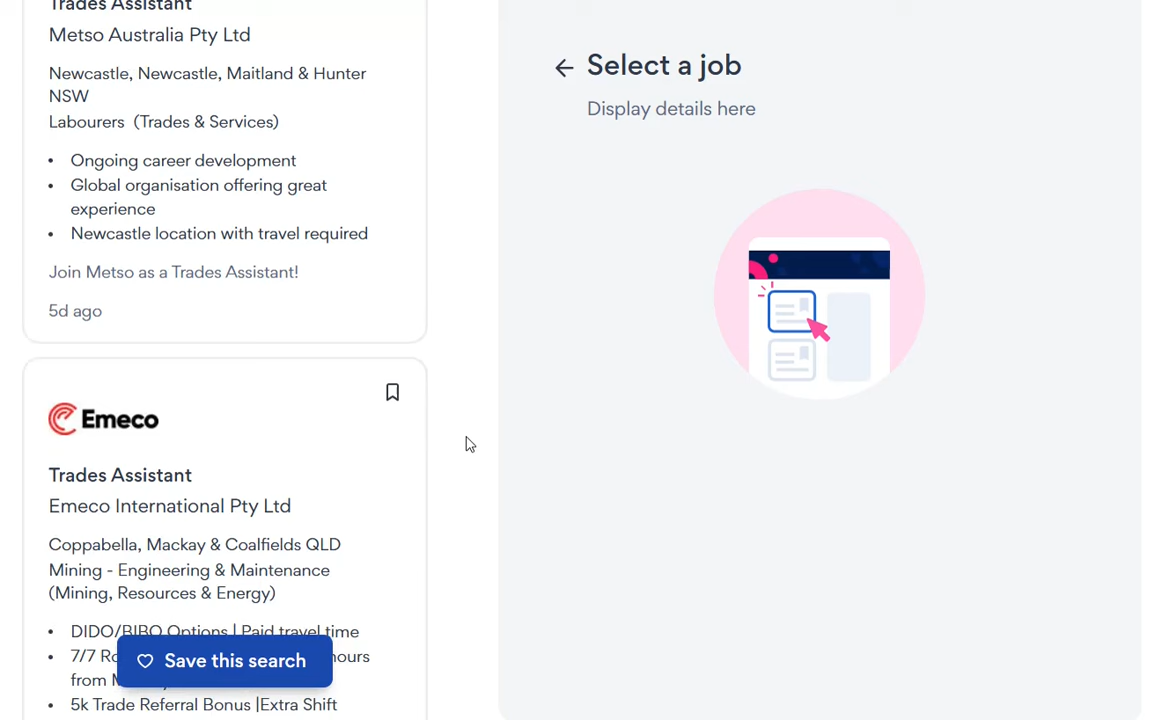 Trades Assistant
Metso Australia Pty Ltd
Newcastle, Newcastle, Maitland & Hunter
NSW
Labourers (Trades & Services)
• Ongoing career development
• Global organisation offering great
experience
• Newcastle location with travel required
Join Metso as a Trades Assistant!
5d ago
Emeco
Trades Assistant
Emeco International Pty Ltd
Coppabella, Mackay & Coalfields QLD
Mining - Engineering & Maintenance
(Mining, Resources & Energy)
• DIDO/BIBO Options | Paid travel time
• 7/7 hours
from
• 5k Trade Referral Bonus |Extra Shift
Save this search
Select a job
Display details here